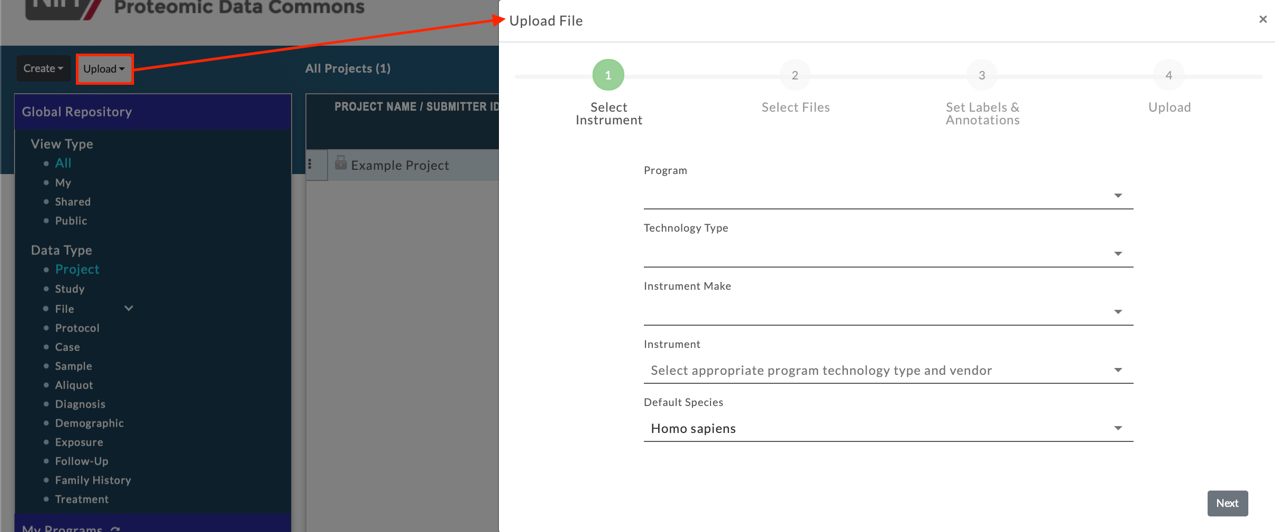 NIH
Proteomic Data Commons
Create
Upload
All Projects (1)
Global Repository
View Type
All
My
Shared
Public
Data Type
Project
Study
File
Protocol
Case
Sample
Aliquot
Diagnosis
Demographic
Exposure
Follow-Up
Family History
Treatment
My Programs
PROJECT NAME / SUBMITTER ID
Example Project
Upload File
×
1
2
3
4
Select
Instrument
Select Files
Set Labels &
Annotations
Upload
Program
Technology Type
Instrument Make
Instrument
Select appropriate program technology type and vendor
Default Species
Homo sapiens
Next